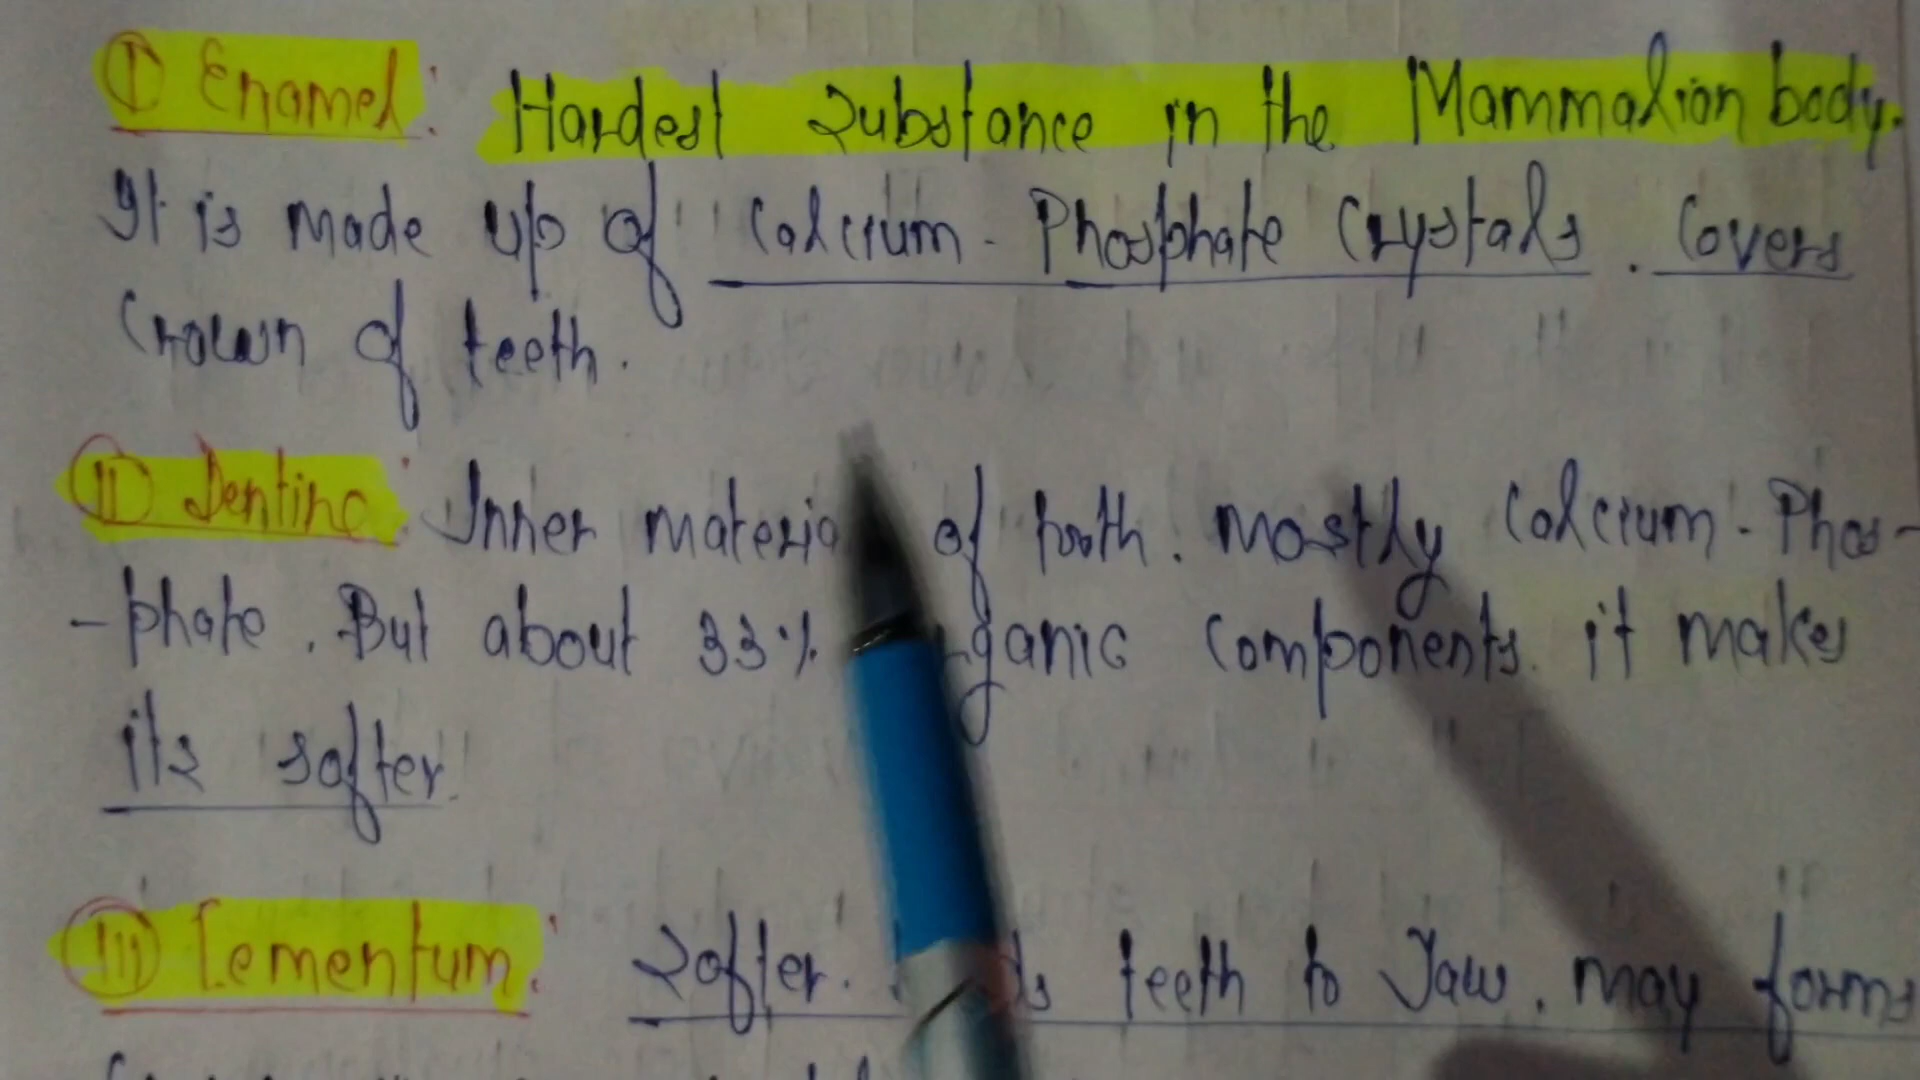 I Enamel: Hardest Substance in the Mammalian body.
It is made up of Calcium-Phosphate Crystals. Covers
Crown of teeth.
II Dentine: Inner of tooth. mostly Calcium-Phos-
-phate. But about 33% components. it makes
its softer.
III Cementum: Softer. teeth to Jaw. may forms